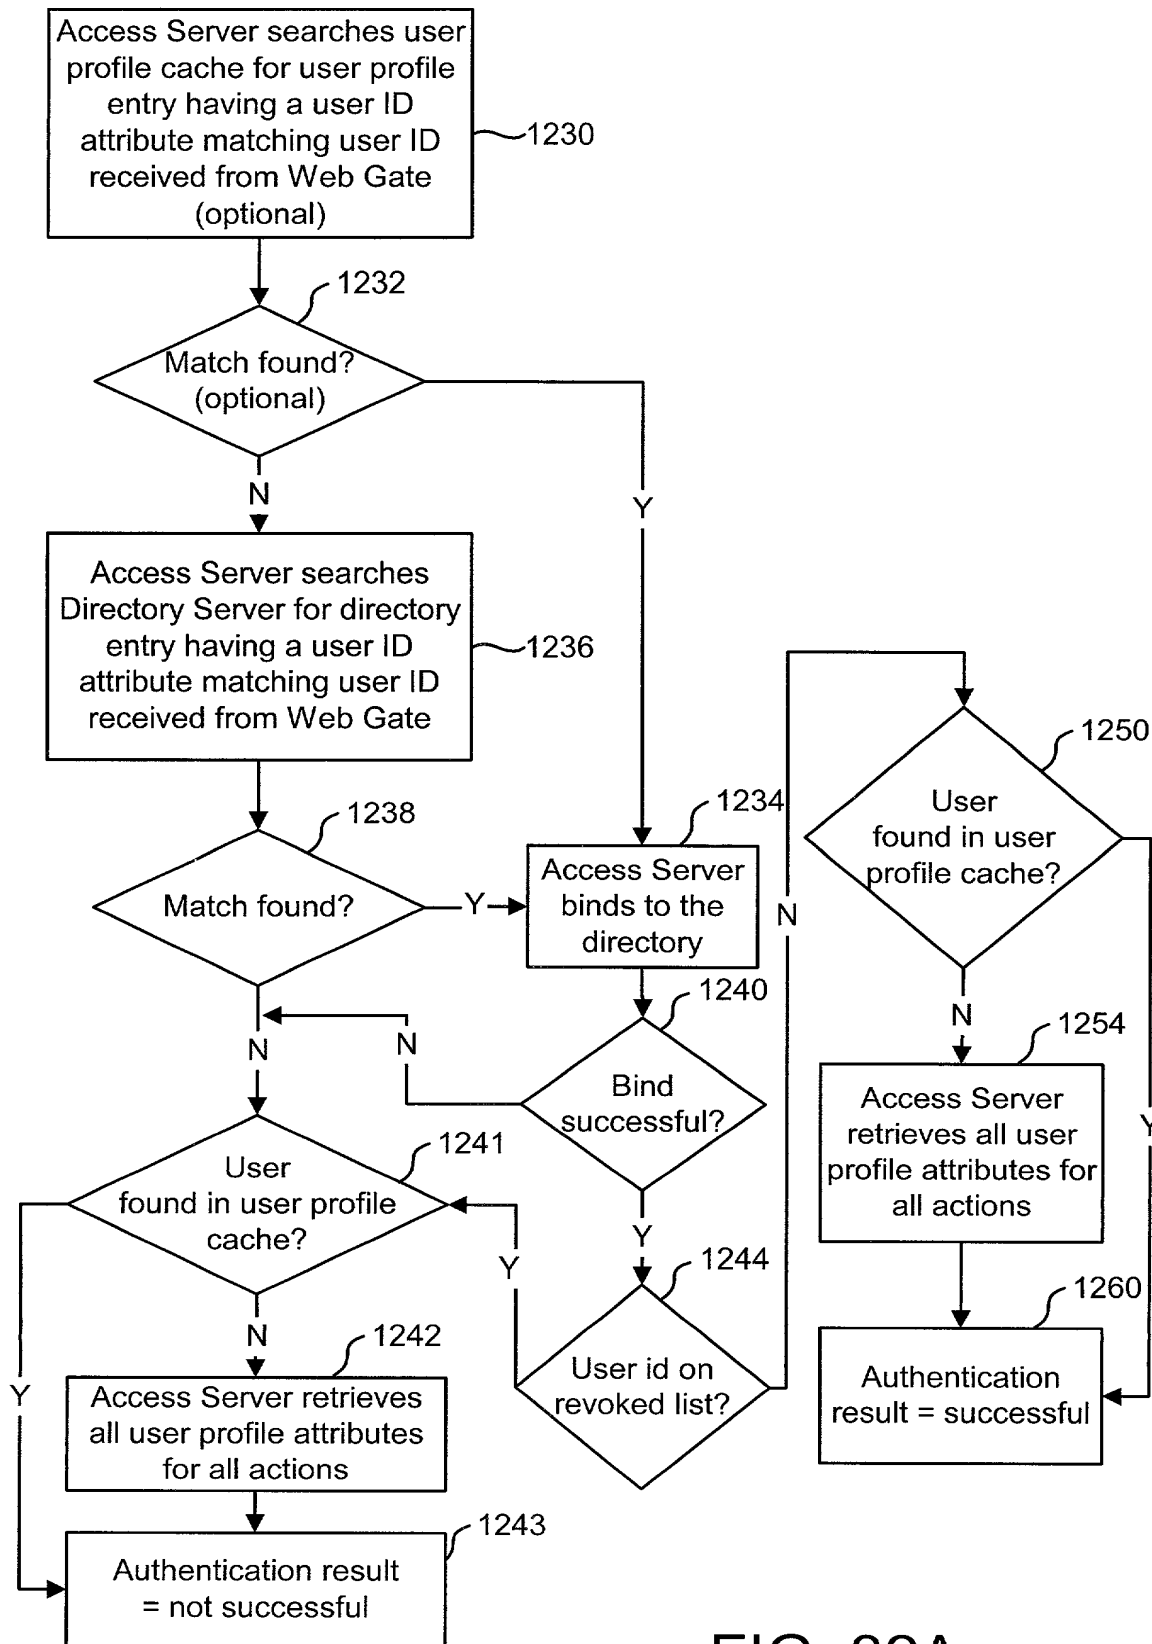 Access Server searches user
profile cache for user profile
entry having a user ID
attribute matching user ID
received from Web Gate
(optional)
1230
1232
Match found?
(optional)
N
Y
Access Server searches
Directory Server for directory
entry having a user ID
attribute matching user ID
received from Web Gate
1236
1238
Match found?
Y
N
1234
Access Server
binds to the
directory
1240
Bind
successful?
N
Y
1241
User
found in user profile
cache?
Y
N
1242
Access Server retrieves
all user profile attributes
for all actions
1243
Authentication result
= not successful
1244
User id on
revoked list?
Y
N
1250
User
found in user
profile cache?
N
Y
1254
Access Server
retrieves all user
profile attributes for
all actions
1260
Authentication
result = successful